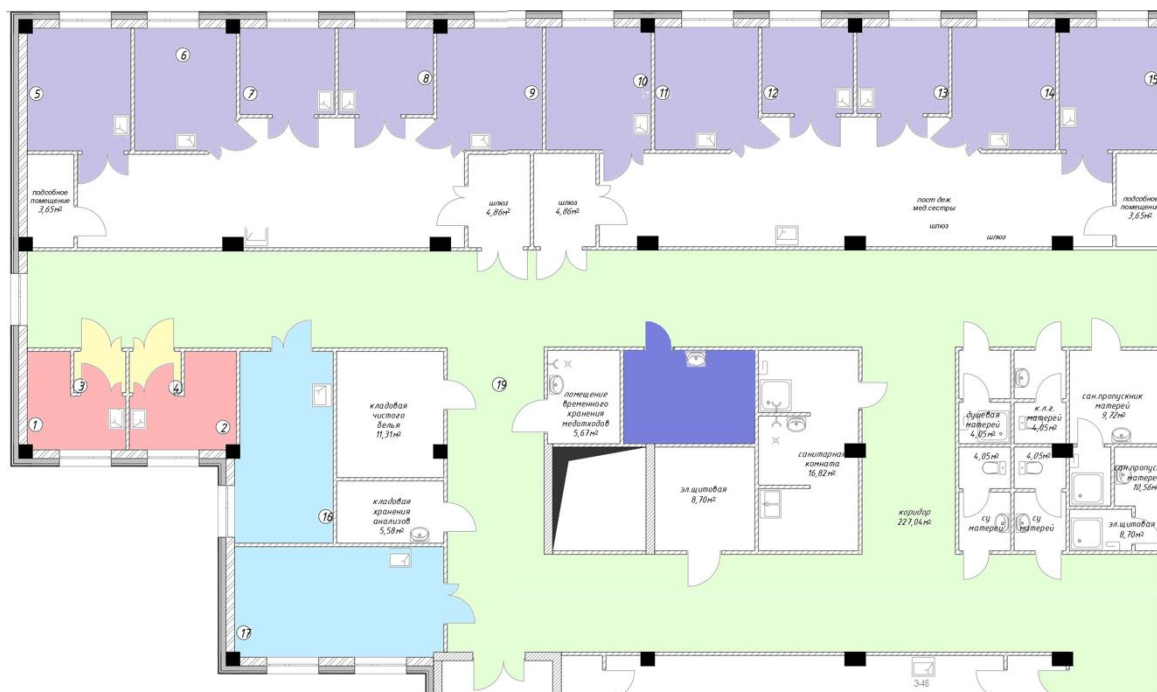 5
6
7
8
9
10
11
12
13
14
15
подсобное
помещение
3,65м²
шлюз
4,86м²
шлюз
4,86м²
пост деж.
мед.сестры
шлюз
шлюз
подсобное
помещение
3,65м²
1
3
4
2
16
17
кладовая
чистого
белья
11,31м²
кладовая
хранения
анализов
5,58м²
19
помещение
временного
хранения
медотходов
5,67м²
эл.щитовая
8,70м²
санитарная
комната
16,82м²
коридор
227,04м²
душевая
матерей
4,05м²
к.л.г.
матерей
4,05м²
4,05м²
4,05м²
су
матерей
су
матерей
сан.пропускник
матерей
9,72м²
сан.пропуск
матере
10,56м²
эл.щитовая
8,70м²
3-46